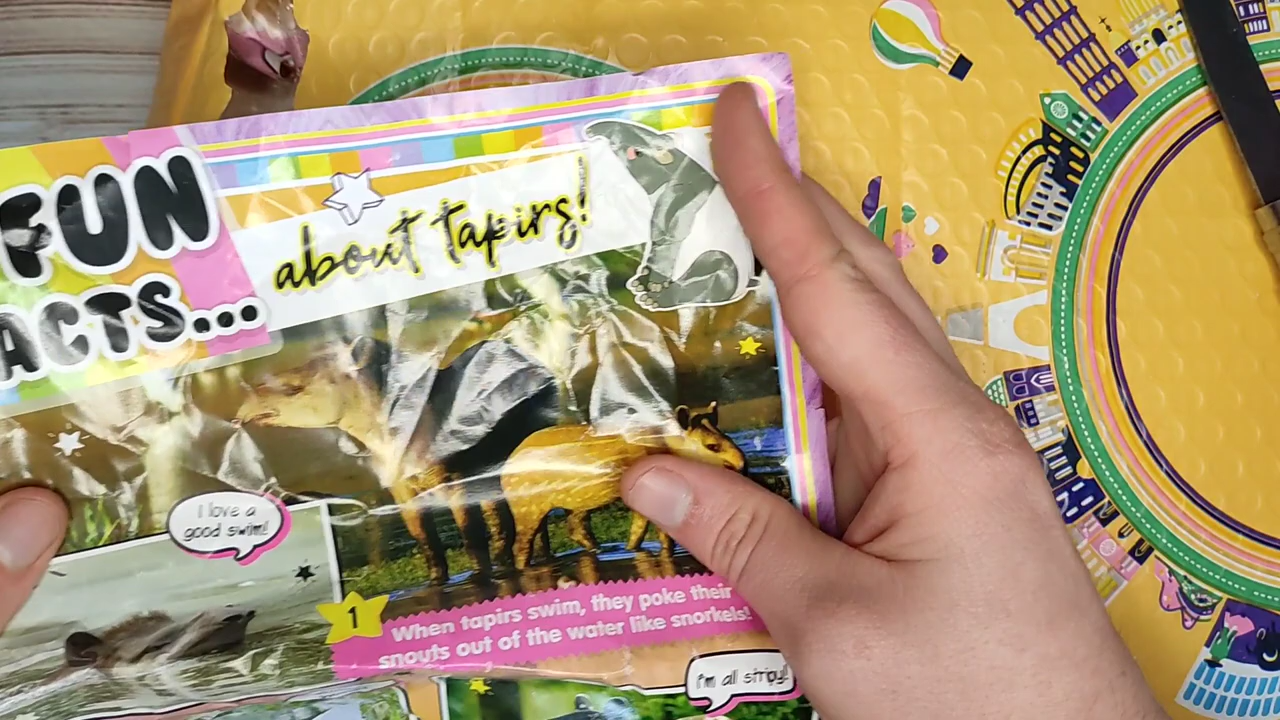 FUN
ACTS...
about tapirs!
I love a
good swim!
1
When tapirs swim, they poke their
snouts out of the water like snorkels!
I'm all stripy!